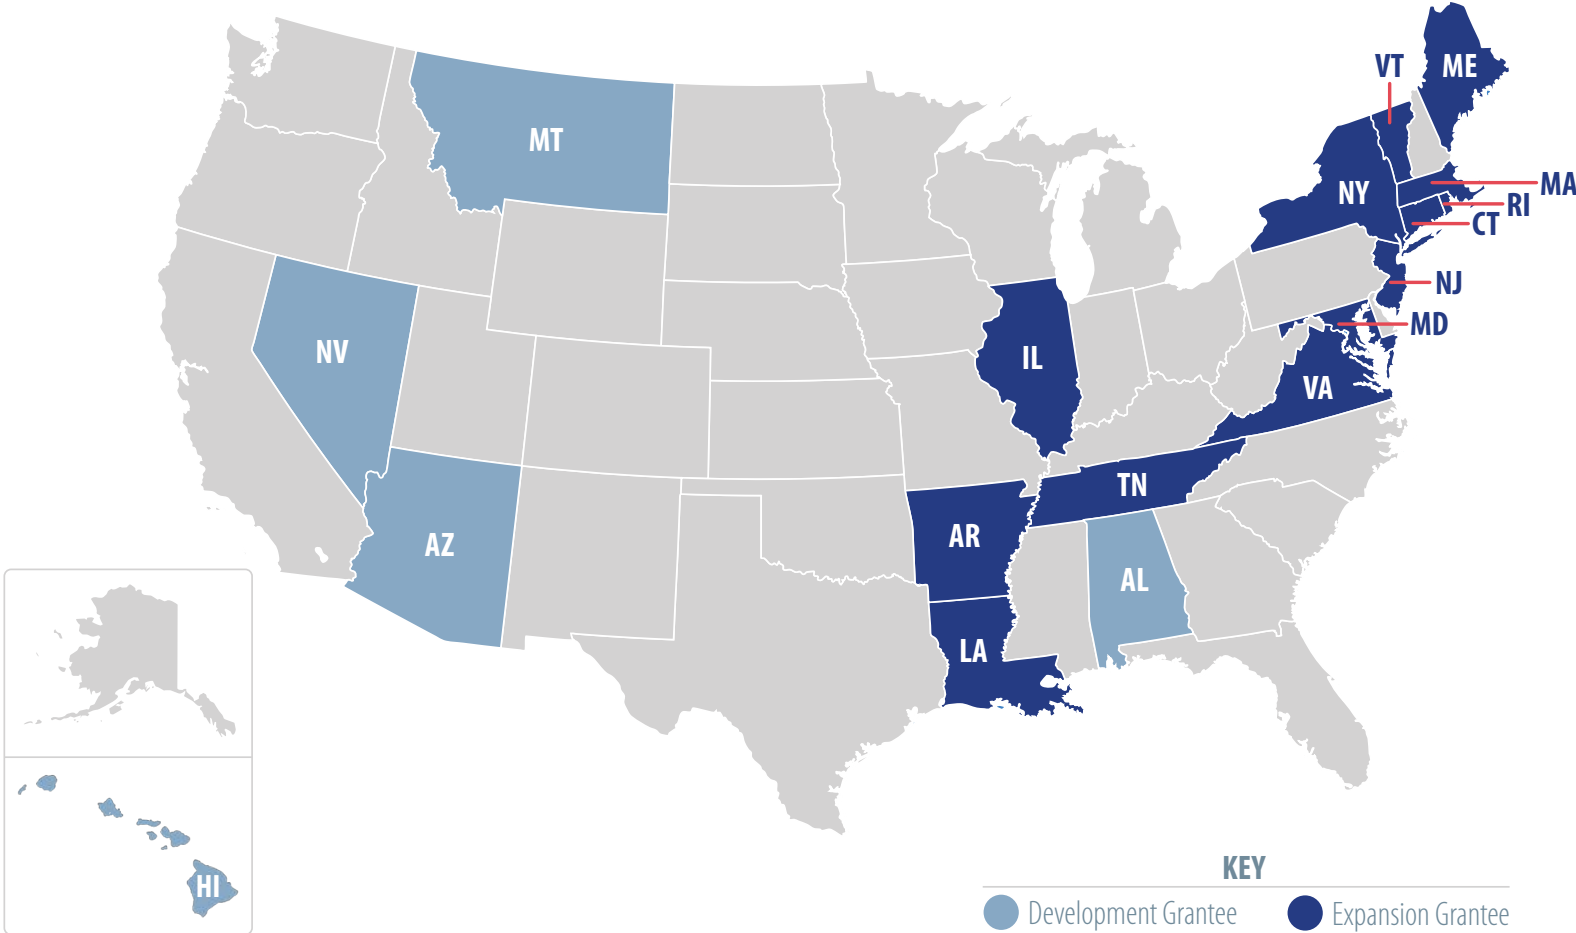 VT
ME
MT
MA
NY
RI
CT
NJ
MD
NV
IL
VA
TN
AR
AZ
AL
LA
HI
KEY
Development Grantee
Expansion Grantee